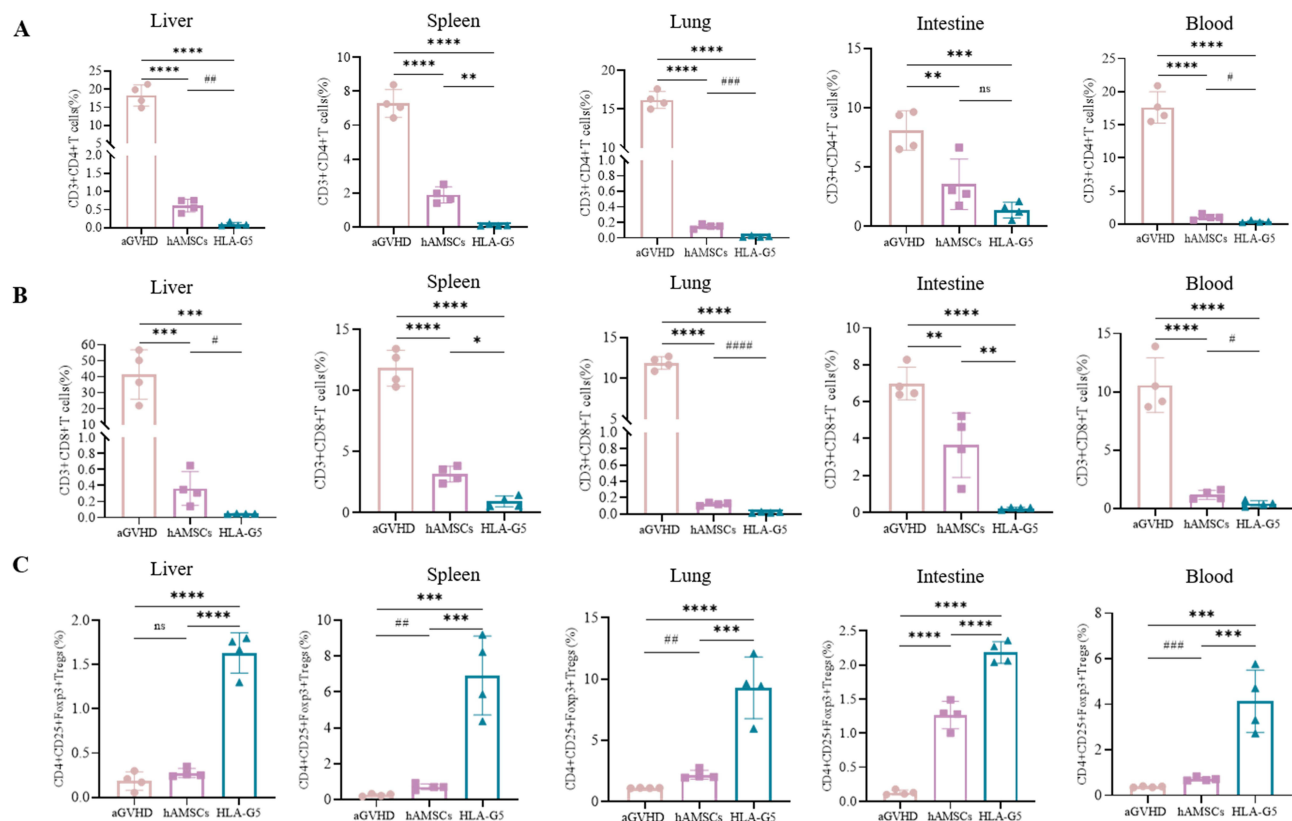 A
Liver
Spleen
Lung
Intestine
Blood
CD3+CD4+T cells(%)
25
20
15
10
5
2.0
1.5
1.0
0.5
0.0
****
****
##
aGVHD hAMSCs HLA-G5
CD3+CD4+T cells(%)
10
8
6
4
2
0
****
****
**
aGVHD hAMSCs HLA-G5
CD3+CD4+T cells(%)
20
15
10
5
1.0
0.8
0.6
0.4
0.2
0.0
****
****
###
aGVHD hAMSCs HLA-G5
CD3+CD4+T cells(%)
15
10
5
0
***
**
ns
aGVHD hAMSCs HLA-G5
CD3+CD4+T cells(%)
25
20
15
10
5
0
****
****
#
aGVHD hAMSCs HLA-G5
B
Liver
Spleen
Lung
Intestine
Blood
CD3+CD8+T cells(%)
60
50
40
30
20
10
1.0
0.8
0.6
0.4
0.2
0.0
***
***
#
aGVHD hAMSCs HLA-G5
CD3+CD8+T cells(%)
15
10
5
0
****
****
*
aGVHD hAMSCs HLA-G5
CD3+CD8+T cells(%)
15
10
5
1.0
0.8
0.6
0.4
0.2
0.0
****
****
####
aGVHD hAMSCs HLA-G5
CD3+CD8+T cells(%)
10
8
6
4
2
0
****
**
**
aGVHD hAMSCs HLA-G5
CD3+CD8+T cells(%)
15
10
5
0
****
****
#
aGVHD hAMSCs HLA-G5
C
Liver
Spleen
Lung
Intestine
Blood
CD4+CD25+Foxp3+Tregs (%)
2.0
1.5
1.0
0.5
0.0
****
ns
****
aGVHD hAMSCs HLA-G5
CD4+CD25+Foxp3+Tregs(%)
10
8
6
4
2
0
***
##
***
aGVHD hAMSCs HLA-G5
CD4+CD25+Foxp3+Tregs (%)
15
10
5
0
****
##
***
aGVHD hAMSCs HLA-G5
CD4+CD25+Foxp3+Tregs(%)
2.5
2.0
1.5
1.0
0.5
0.0
****
****
****
aGVHD hAMSCs HLA-G5
CD4+CD25+Foxp3+Tregs(%)
8
6
4
2
0
***
###
***
aGVHD hAMSCs HLA-G5